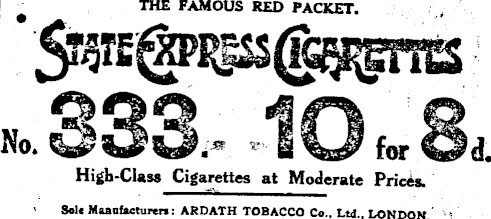 THE FAMOUS RED PACKET.
STATE EXPRESS CIGARETTES
No. 333. 10 for 8d.
High-Class Cigarettes at Moderate Prices.
Sole Manufacturers: ARDATH TOBACCO Co., Ltd., LONDON